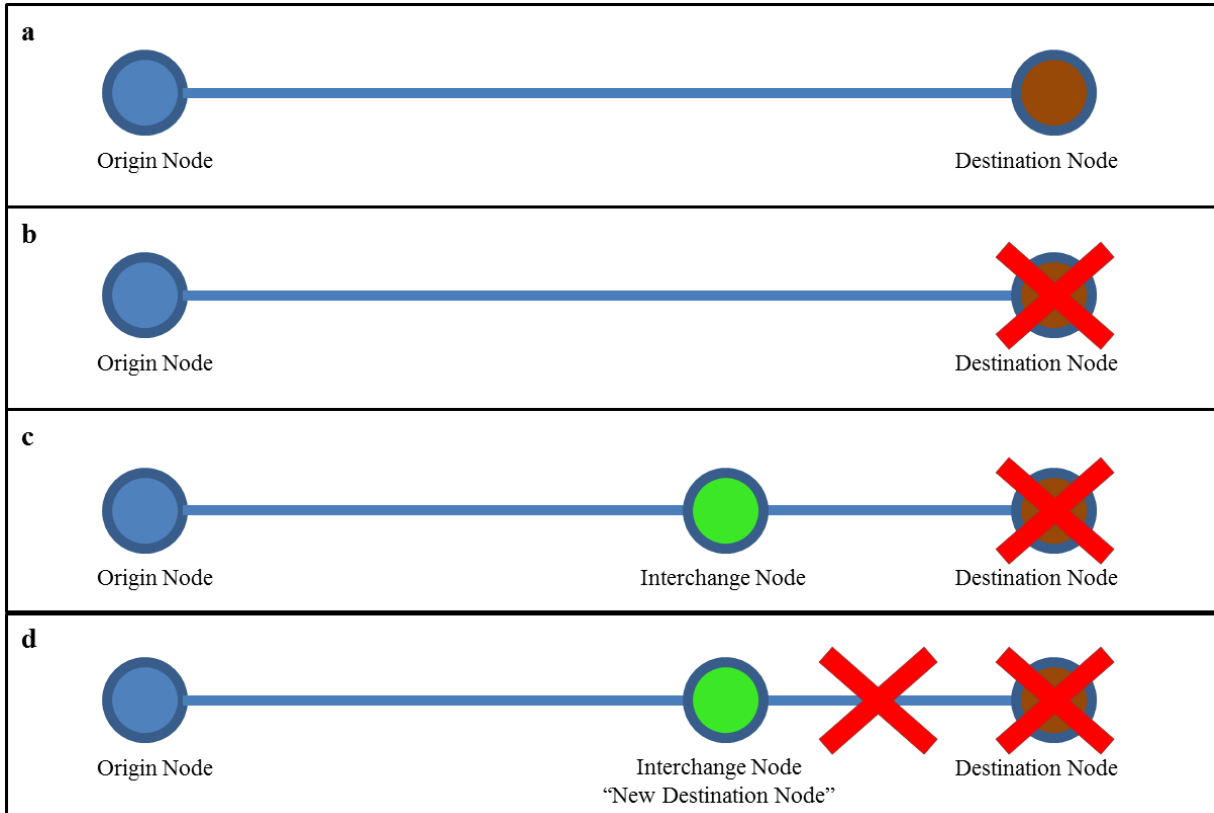 a
Origin Node
Destination Node
b
Origin Node
Destination Node
c
Origin Node
Interchange Node
Destination Node
d
Origin Node
Interchange Node
“New Destination Node”
Destination Node